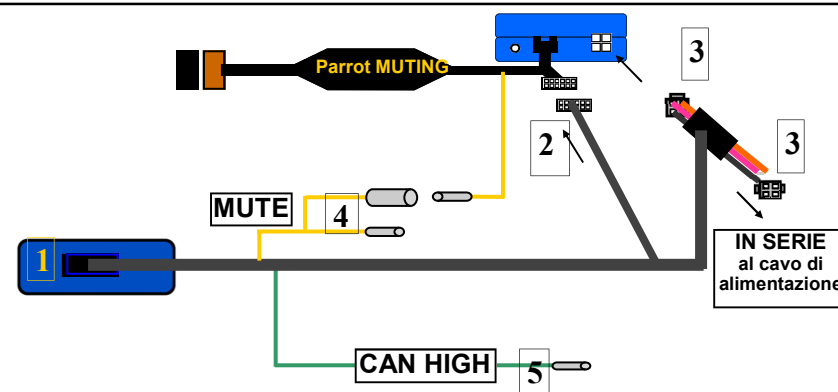 Parrot MUTING
3
2
3
MUTE
4
1
IN SERIE
al cavo di
alimentazione
CAN HIGH
5